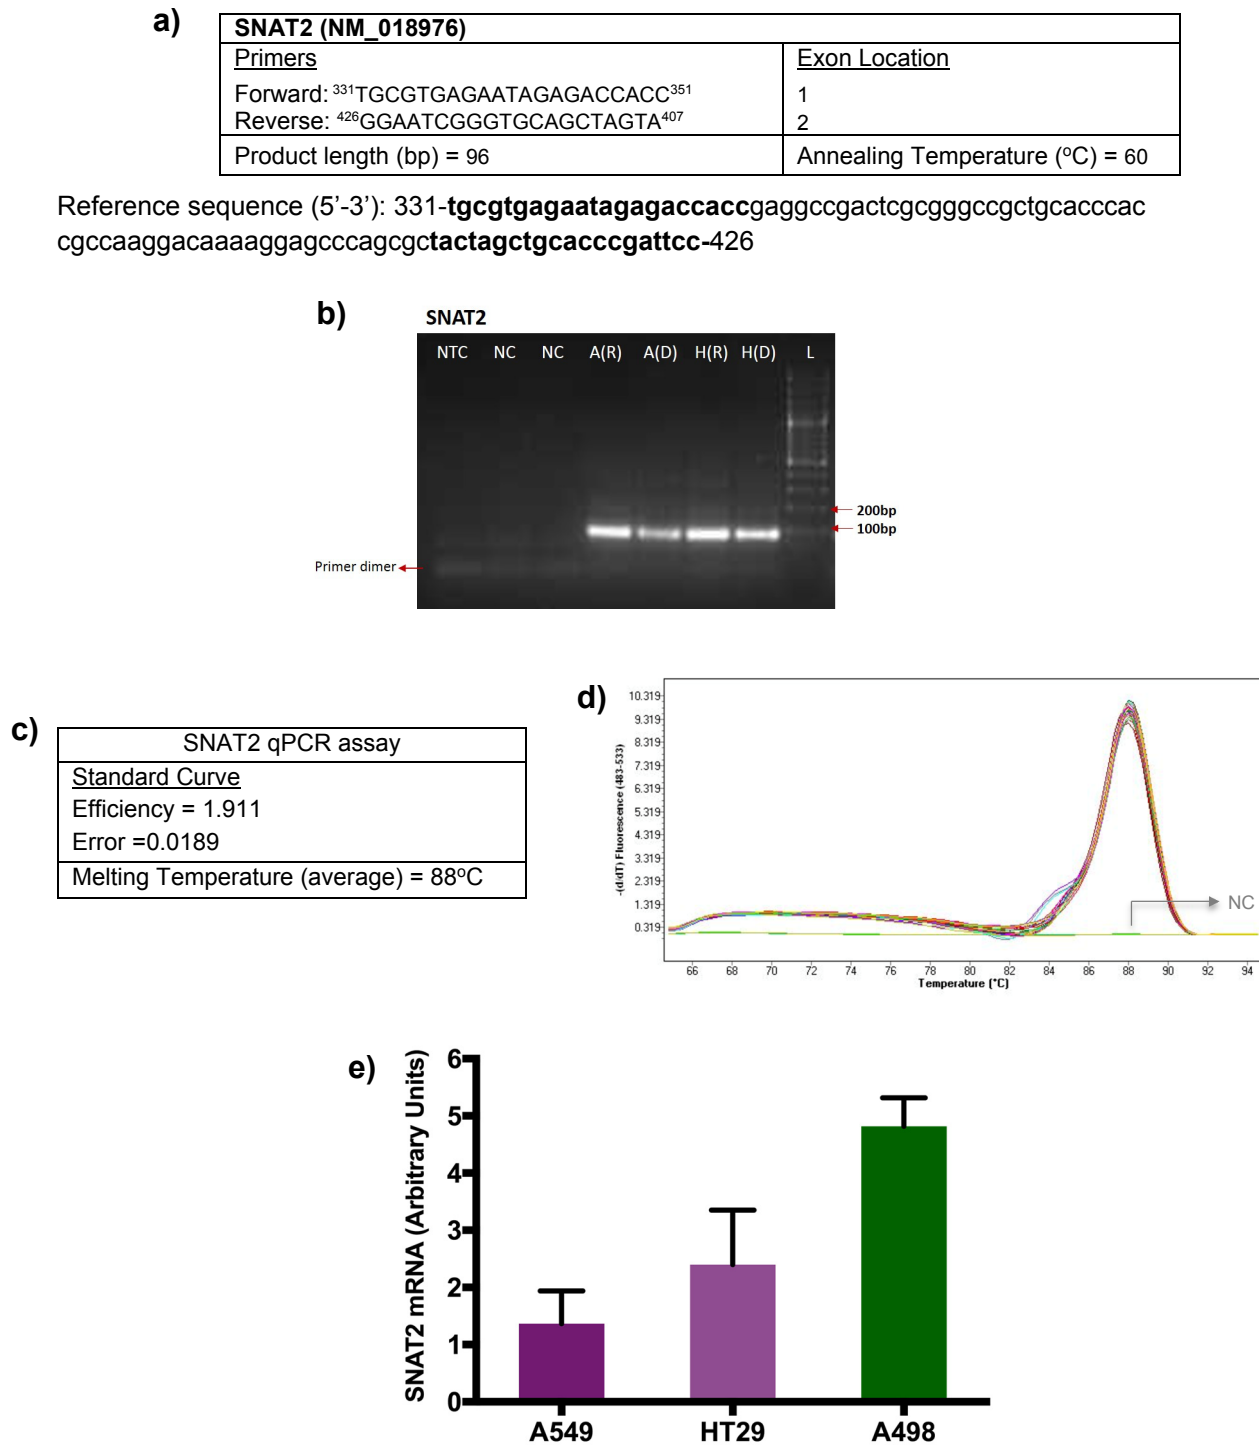 a)
SNAT2 (NM_018976)
Primers
Exon Location
Forward: 331TGCGTGAGAATAGAGACCACC351
1
Reverse: 426GGAATCGGGTGCAGCTAGTA407
2
Product length (bp) = 96
Annealing Temperature (oC) = 60
Reference sequence (5’-3’): 331-tgcgtgagaatagagaccaccgaggccgactcgcgggccgctgcacccac
cgccaaggacaaaaggagcccagcgctactagctgcacccgattcc-426
b)
SNAT2
NTC NC NC A(R) A(D) H(R) H(D) L
200bp
100bp
Primer dimer
c)
SNAT2 qPCR assay
Standard Curve
Efficiency = 1.911
Error =0.0189
Melting Temperature (average) = 88oC
d)
-(d/dT) Fluorescence (483-533)
10.319
9.319
8.319
7.319
6.319
5.319
4.319
3.319
2.319
1.319
0.319
NC
66 68 70 72 74 76 78 80 82 84 86 88 90 92 94
Temperature (°C)
e)
SNAT2 mRNA (Arbitrary Units)
6
5
4
3
2
1
0
A549 HT29 A498